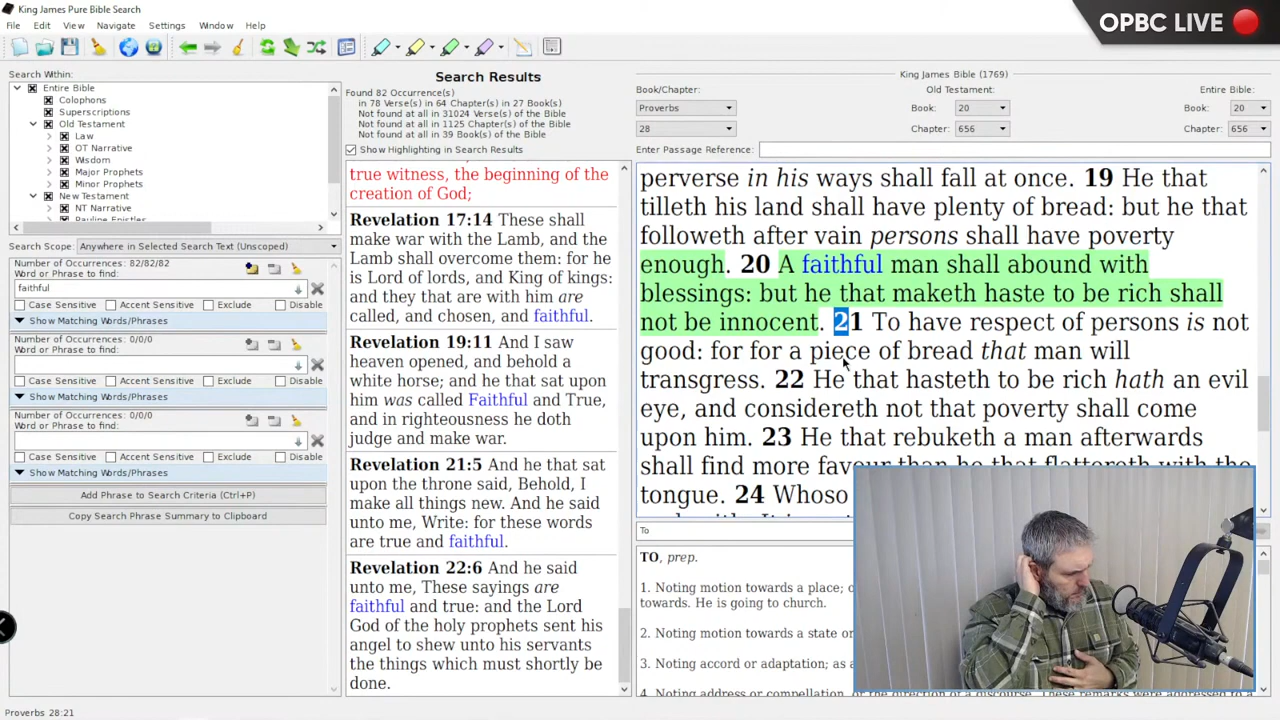 King James Pure Bible Search
OPBC LIVE
File Edit View Navigate Settings Window Help
Search Within:
Entire Bible
Colophons
Superscriptions
Old Testament
Law
OT Narrative
Wisdom
Major Prophets
Minor Prophets
New Testament
NT Narrative
Pauline Epistles
Search Scope: Anywhere in Selected Search Text (Unscoped)
Number of Occurrences: 82/82/82
Word or Phrase to find:
faithful
Case Sensitive Accent Sensitive Exclude Disable
Show Matching Words/Phrases
Number of Occurrences: 0/0/0
Word or Phrase to find:
Case Sensitive Accent Sensitive Exclude Disable
Show Matching Words/Phrases
Number of Occurrences: 0/0/0
Word or Phrase to find:
Case Sensitive Accent Sensitive Exclude Disable
Show Matching Words/Phrases
Add Phrase to Search Criteria (Ctrl+P)
Copy Search Phrase Summary to Clipboard
Search Results
Found 82 Occurrence(s)
in 78 Verse(s) in 64 Chapter(s) in 27 Book(s)
Not found at all in 31024 Verse(s) of the Bible
Not found at all in 1125 Chapter(s) of the Bible
Not found at all in 39 Book(s) of the Bible
Show Highlighting in Search Results
true witness, the beginning of the
creation of God;
Revelation 17:14 These shall
make war with the Lamb, and the
Lamb shall overcome them: for he
is Lord of lords, and King of kings:
and they that are with him are
called, and chosen, and faithful.
Revelation 19:11 And I saw
heaven opened, and behold a
white horse; and he that sat upon
him was called Faithful and True,
and in righteousness he doth
judge and make war.
Revelation 21:5 And he that sat
upon the throne said, Behold, I
make all things new. And he said
unto me, Write: for these words
are true and faithful.
Revelation 22:6 And he said
unto me, These sayings are
faithful and true: and the Lord
God of the holy prophets sent his
angel to shew unto his servants
the things which must shortly be
done.
King James Bible (1769)
Book/Chapter: Old Testament: Entire Bible:
Proverbs Book: 20 Book: 20
28 Chapter: 656 Chapter: 656
Enter Passage Reference:
perverse in his ways shall fall at once. 19 He that
tilleth his land shall have plenty of bread: but he that
followeth after vain persons shall have poverty
enough. 20 A faithful man shall abound with
blessings: but he that maketh haste to be rich shall
not be innocent. 21 To have respect of persons is not
good: for for a piece of bread that man will
transgress. 22 He that hasteth to be rich hath an evil
eye, and considereth not that poverty shall come
upon him. 23 He that rebuketh a man afterwards
shall find more favour than he that flattereth with the
tongue. 24 Whoso
To
TO, prep.
1. Noting motion towards a place;
towards. He is going to church.
2. Noting motion towards a state or
3. Noting accord or adaptation; as
4. Noting address or compellation,
Proverbs 28:21